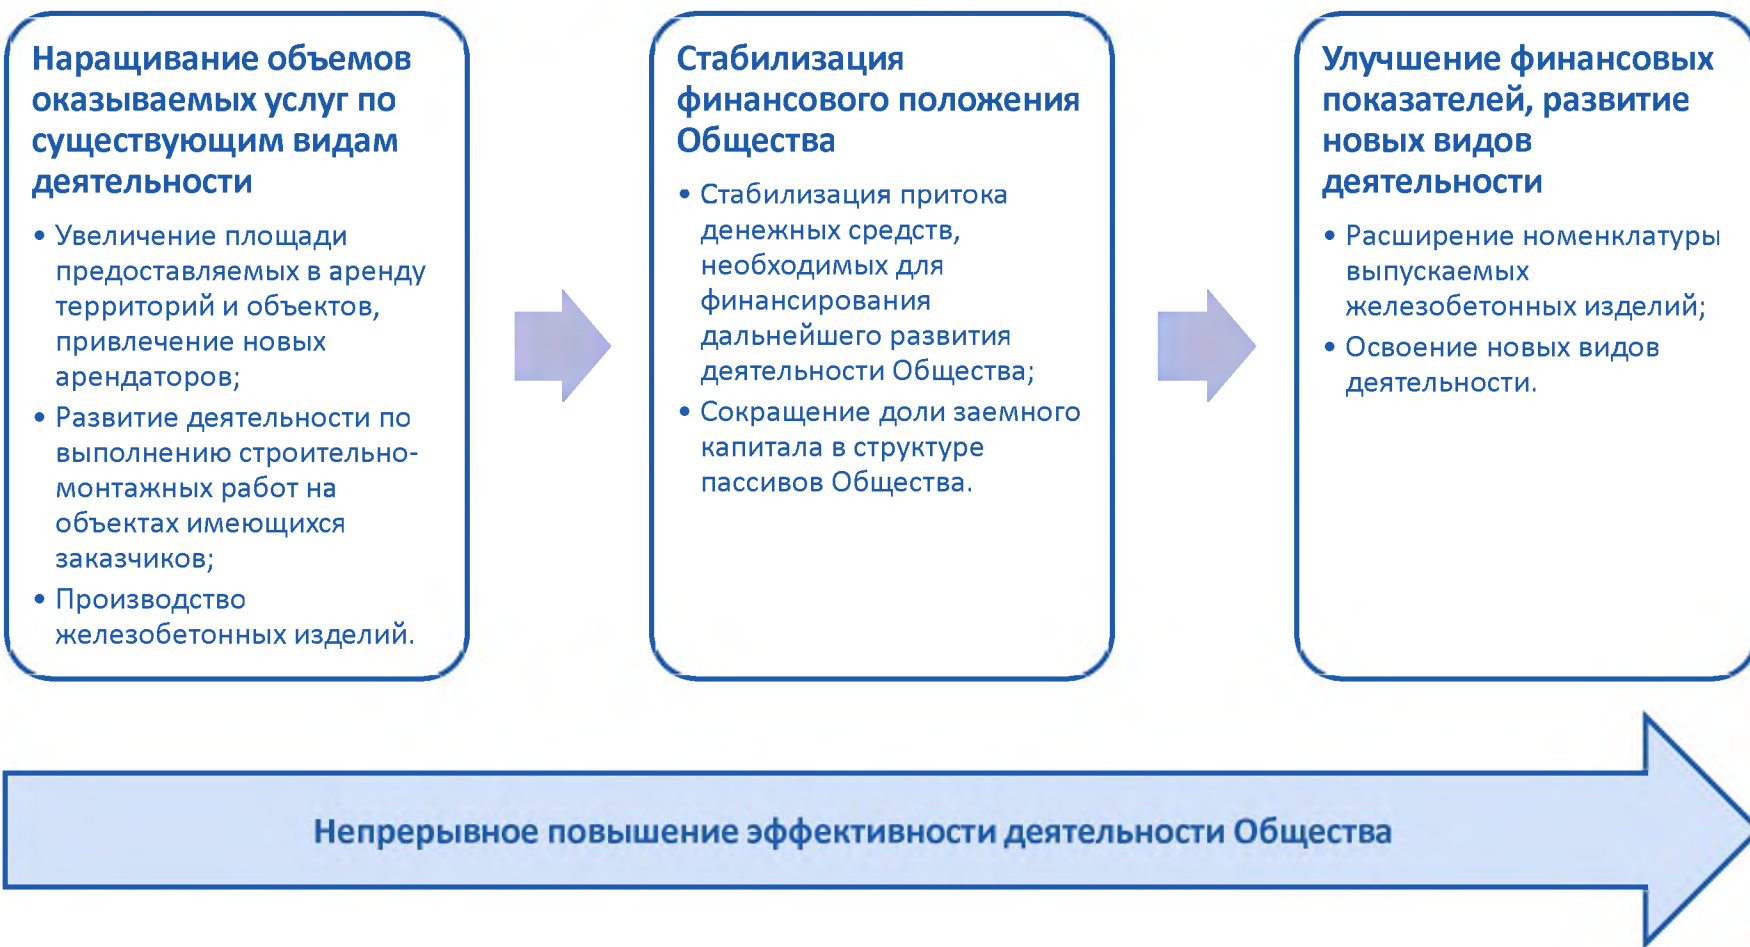 Наращивание объемов
оказываемых услуг по
существующим видам
деятельности
• Увеличение площади
предоставляемых в аренду
территорий и объектов,
привлечение новых
арендаторов;
• Развитие деятельности по
выполнению строительно-
монтажных работ на
объектах имеющихся
заказчиков;
• Производство
железобетонных изделий.
Стабилизация
финансового положения
Общества
• Стабилизация притока
денежных средств,
необходимых для
финансирования
дальнейшего развития
деятельности Общества;
• Сокращение доли заемного
капитала в структуре
пассивов Общества.
Улучшение финансовых
показателей, развитие
новых видов
деятельности
• Расширение номенклатуры
выпускаемых
железобетонных изделий;
• Освоение новых видов
деятельности.
Непрерывное повышение эффективности деятельности Общества